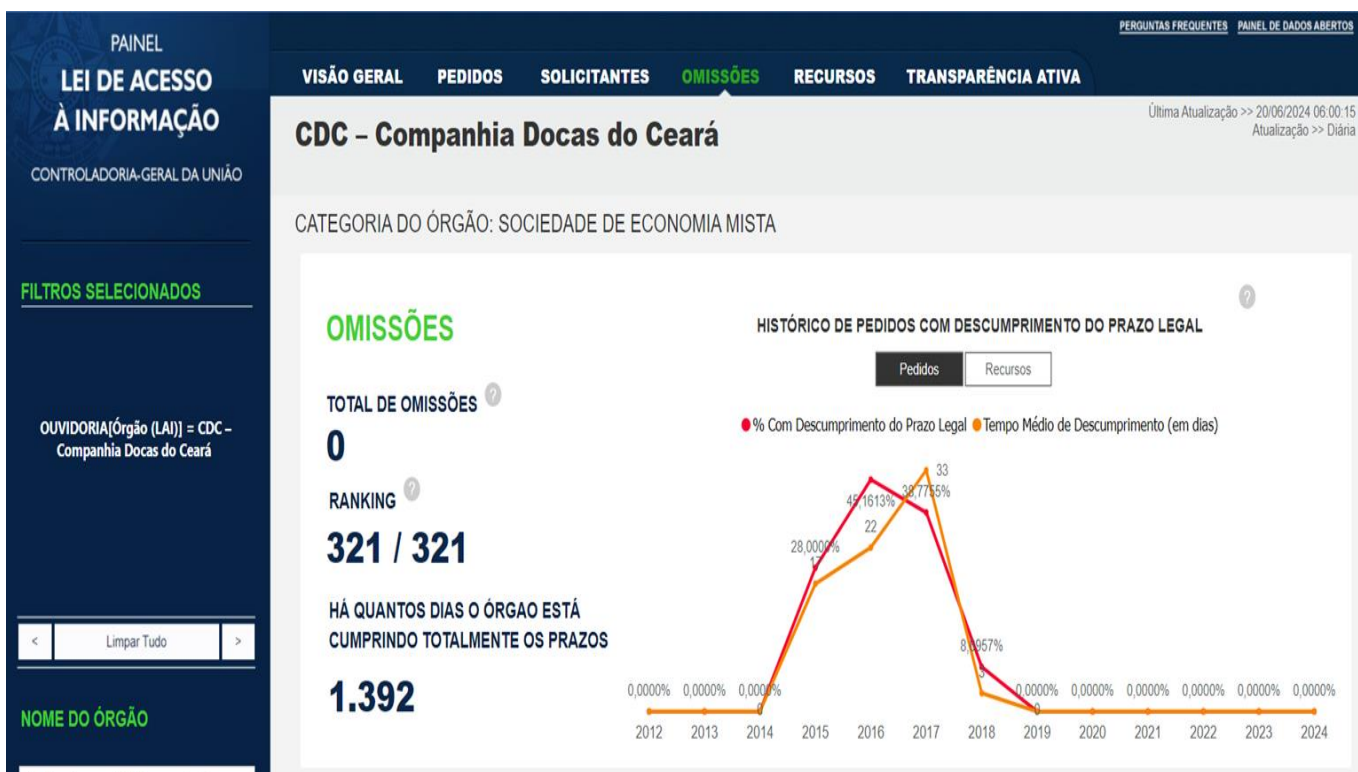 PERGUNTAS FREQUENTES PAINEL DE DADOS ABERTOS
PAINEL
LEI DE ACESSO
À INFORMAÇÃO
CONTROLADORIA-GERAL DA UNIÃO
VISÃO GERAL PEDIDOS SOLICITANTES OMISSÕES RECURSOS TRANSPARÊNCIA ATIVA
Última Atualização >> 20/06/2024 06:00:15
Atualização >> Diária
CDC – Companhia Docas do Ceará
CATEGORIA DO ÓRGÃO: SOCIEDADE DE ECONOMIA MISTA
FILTROS SELECIONADOS
OUVIDORIA[Órgão (LAI)] = CDC –
Companhia Docas do Ceará
< Limpar Tudo >
NOME DO ÓRGÃO
OMISSÕES
TOTAL DE OMISSÕES ?
0
RANKING ?
321 / 321
HÁ QUANTOS DIAS O ÓRGAO ESTÁ
CUMPRINDO TOTALMENTE OS PRAZOS
1.392
?
HISTÓRICO DE PEDIDOS COM DESCUMPRIMENTO DO PRAZO LEGAL
Pedidos Recursos
% Com Descumprimento do Prazo Legal Tempo Médio de Descumprimento (em dias)
33
45,1613% 38,7755%
22
28,0000%
0,0000% 0,0000% 0,0000% 0,0000% 0,0000% 0,0000% 0,0000% 0,0000% 0,0000%
2012 2013 2014 2015 2016 2017 2018 2019 2020 2021 2022 2023 2024